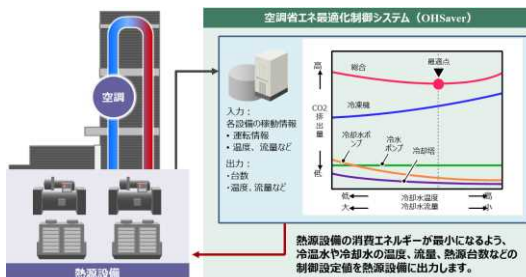 空調省エネ最適化制御システム（OHSaver）
空調
熱源設備
入力：
各設備の稼動情報
・運転情報
・温度、流量など
出力：
・台数
・温度、流量など
高
CO2
排出量
低
総合
最適点
冷凍機
冷却水ポンプ
冷水
ポンプ
冷却塔
低
大
冷却水温度
冷却水流量
高
小
熱源設備の消費エネルギーが最小になるよう、
冷温水や冷却水の温度、流量、熱源台数などの
制御設定値を熱源設備に出力します。